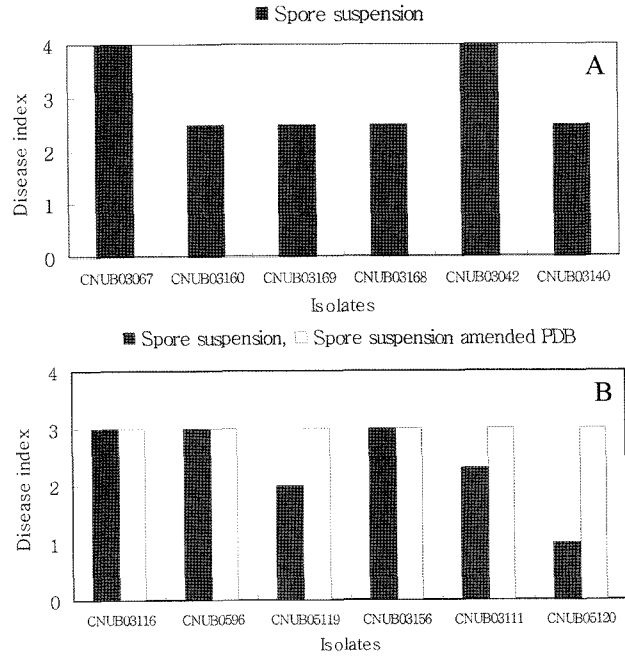 Spore suspension
A
Disease index
4
3
2
1
0
CNUB03067 CNUB03160 CNUB03169 CNUB03168 CNUB03042 CNUB03140
Isolates
Spore suspension, Spore suspension amended PDB
B
Disease index
4
3
2
1
0
CNUB03116 CNUB0596 CNUB05119 CNUB03156 CNUB03111 CNUB05120
Isolates